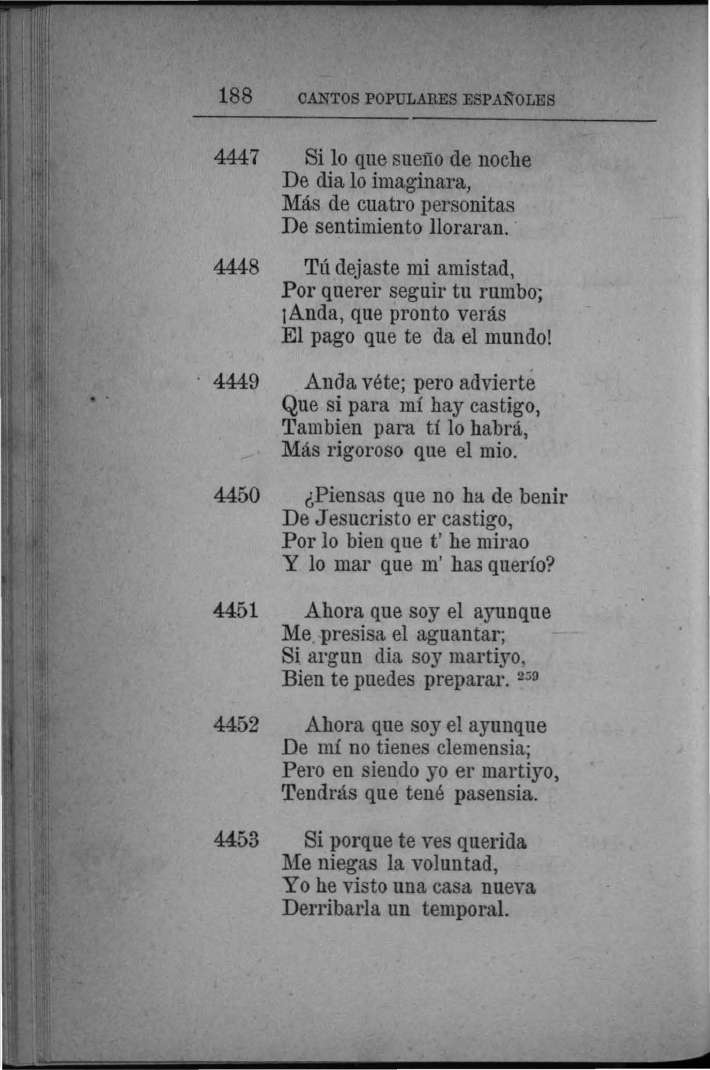 188 CANTOS POPULARES ESPAÑOLES
4447 Si lo que sueño de noche
De dia lo imaginara,
Más de cuatro personitas
De sentimiento lloraran.
4448 Tú dejaste mi amistad,
Por querer seguir tu rumbo;
¡Anda, que pronto verás
El pago que te da el mundo!
4449 Anda véte; pero advierte
Que si para mí hay castigo,
Tambien para tí lo habrá,
Más rigoroso que el mio.
4450 ¿Piensas que no ha de benir
De Jesucristo er castigo,
Por lo bien que t' he mirao
Y lo mar que m' has querío?
4451 Ahora que soy el ayunque
Me presisa el aguantar;
Si argun dia soy martiyo,
Bien te puedes preparar. 259
4452 Ahora que soy el ayunque
De mí no tienes clemensia;
Pero en siendo yo er martiyo,
Tendrás que tené pasensia.
4453 Si porque te ves querida
Me niegas la voluntad,
Yo he visto una casa nueva
Derribarla un temporal.